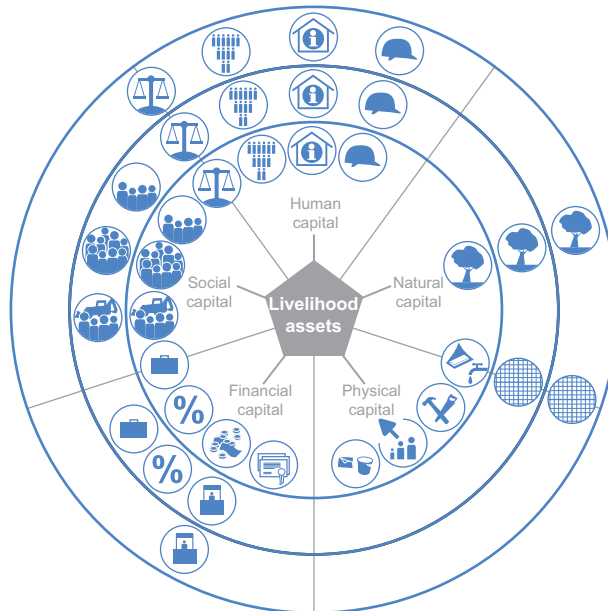 Human
capital
Social
capital
Natural
capital
Livelihood
assets
Financial
capital
Physical
capital
%
%